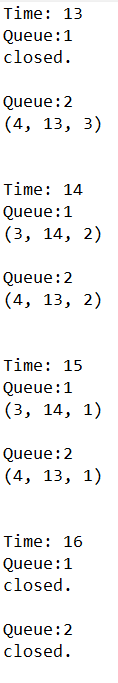 Time: 13
Queue:1
closed.
Queue:2
(4, 13, 3)
Time: 14
Queue:1
(3, 14, 2)
Queue:2
(4, 13, 2)
Time: 15
Queue:1
(3, 14, 1)
Queue:2
(4, 13, 1)
Time: 16
Queue:1
closed.
Queue:2
closed.